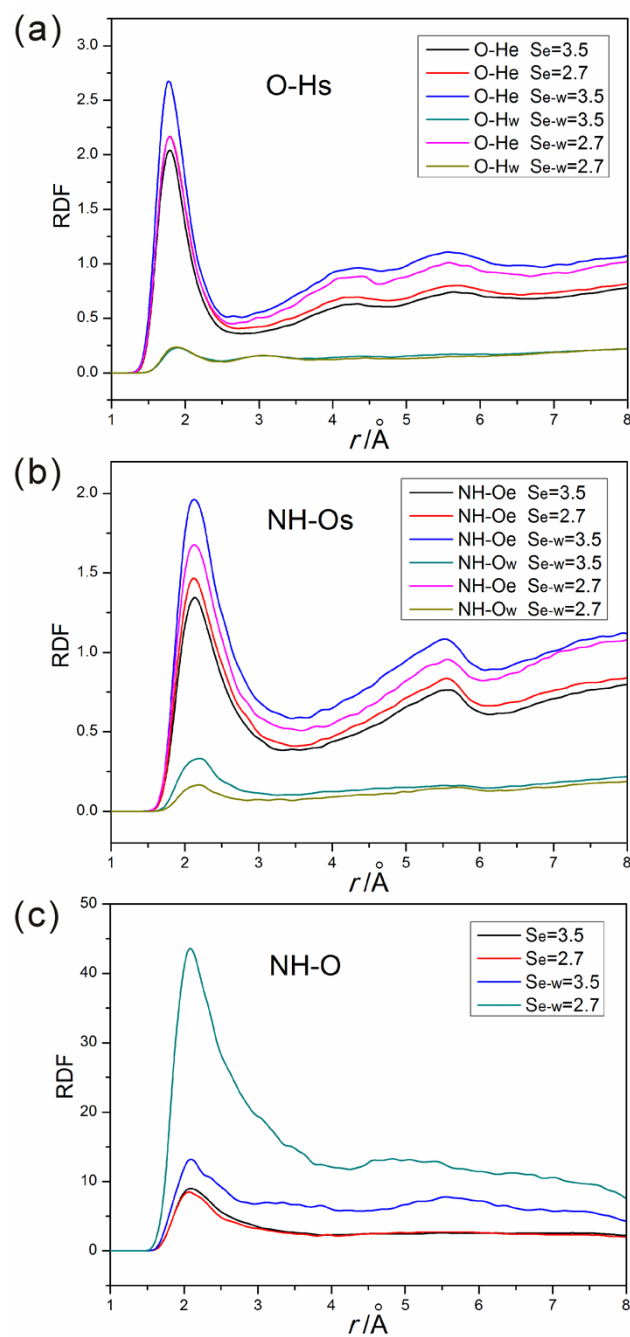 (a)
3.0
2.5
2.0
1.5
1.0
0.5
0.0
RDF
O-Hs
O-He Se=3.5
O-He Se=2.7
O-He Se-w=3.5
O-Hw Se-w=3.5
O-He Se-w=2.7
O-Hw Se-w=2.7
1 2 3 4 5 6 7 8
r/Å
(b)
2.0
1.5
1.0
0.5
0.0
RDF
NH-Os
NH-Oe Se=3.5
NH-Oe Se=2.7
NH-Oe Se-w=3.5
NH-Ow Se-w=3.5
NH-Oe Se-w=2.7
NH-Ow Se-w=2.7
1 2 3 4 5 6 7 8
r/Å
(c)
50
40
30
20
10
0
RDF
NH-O
Se=3.5
Se=2.7
Se-w=3.5
Se-w=2.7
1 2 3 4 5 6 7 8
r/Å